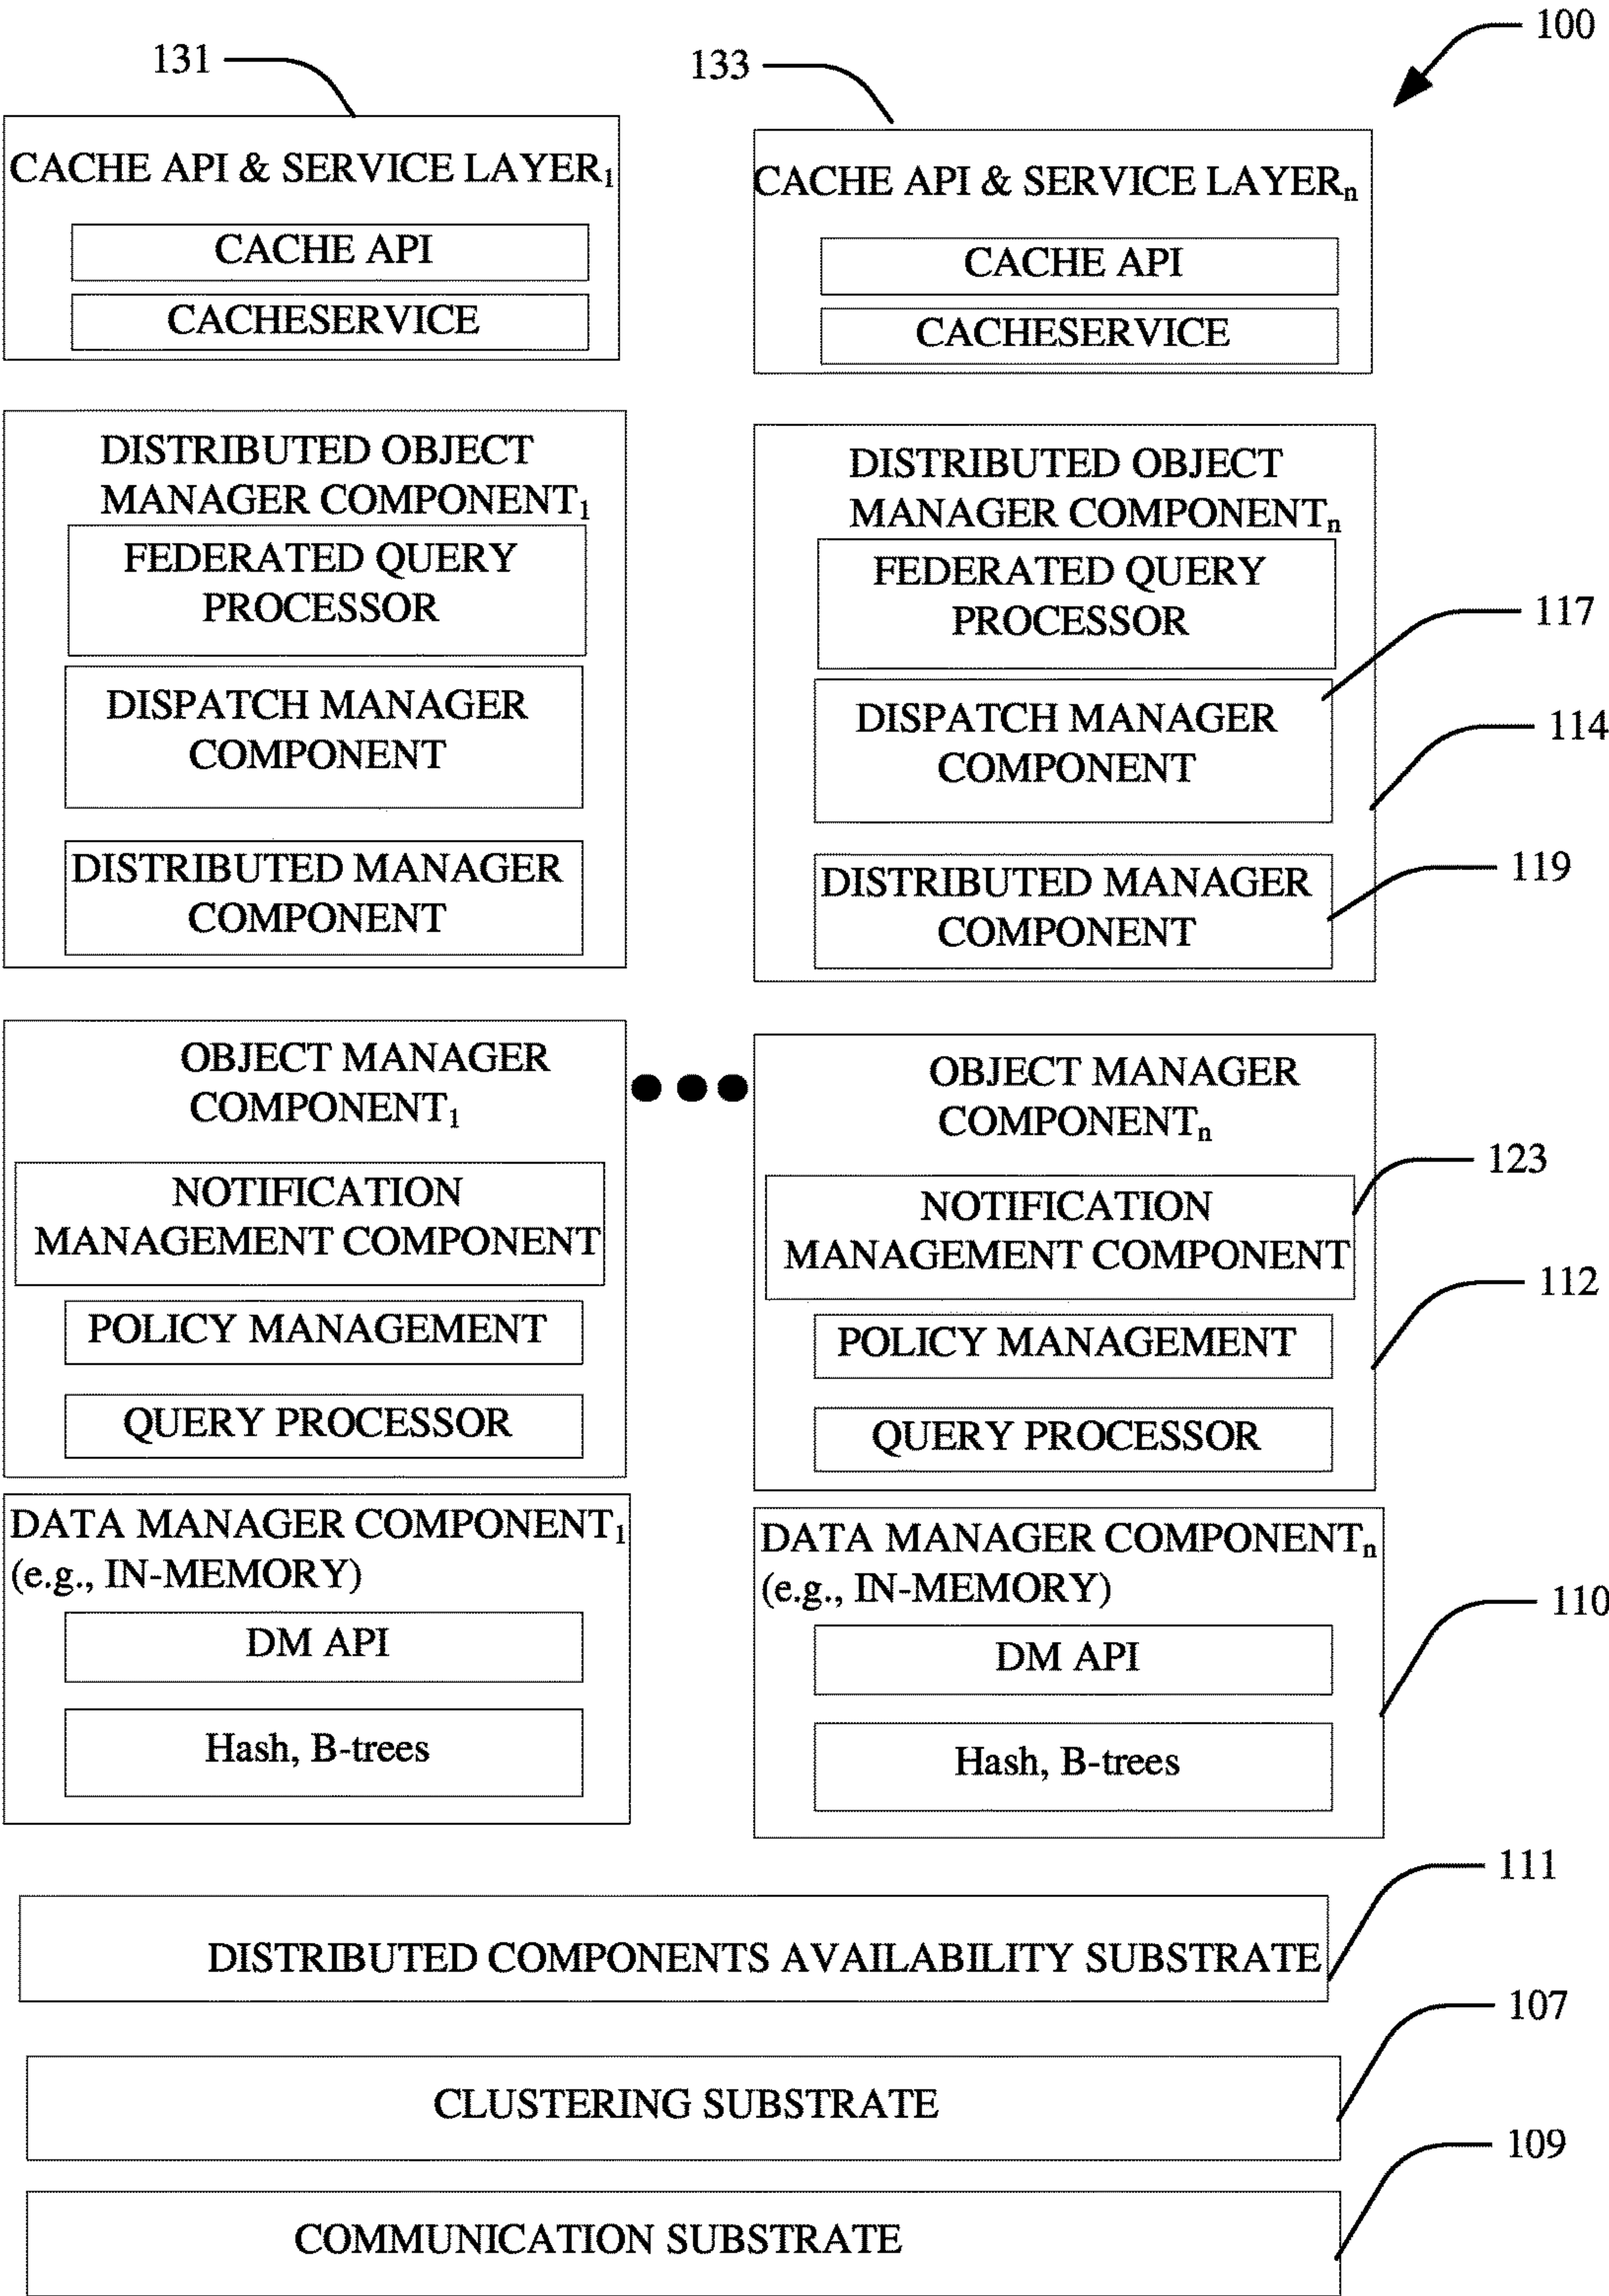 100
131
133
CACHE API & SERVICE LAYER1
CACHE API
CACHESERVICE
CACHE API & SERVICE LAYERn
CACHE API
CACHESERVICE
DISTRIBUTED OBJECT
MANAGER COMPONENT1
FEDERATED QUERY
PROCESSOR
DISPATCH MANAGER
COMPONENT
DISTRIBUTED MANAGER
COMPONENT
DISTRIBUTED OBJECT
MANAGER COMPONENTn
FEDERATED QUERY
PROCESSOR
DISPATCH MANAGER
COMPONENT
DISTRIBUTED MANAGER
COMPONENT
117
114
119
OBJECT MANAGER
COMPONENT1
NOTIFICATION
MANAGEMENT COMPONENT
POLICY MANAGEMENT
QUERY PROCESSOR
OBJECT MANAGER
COMPONENTn
NOTIFICATION
MANAGEMENT COMPONENT
POLICY MANAGEMENT
QUERY PROCESSOR
123
112
DATA MANAGER COMPONENT1
(e.g., IN-MEMORY)
DM API
Hash, B-trees
DATA MANAGER COMPONENTn
(e.g., IN-MEMORY)
DM API
Hash, B-trees
110
111
DISTRIBUTED COMPONENTS AVAILABILITY SUBSTRATE
107
CLUSTERING SUBSTRATE
109
COMMUNICATION SUBSTRATE